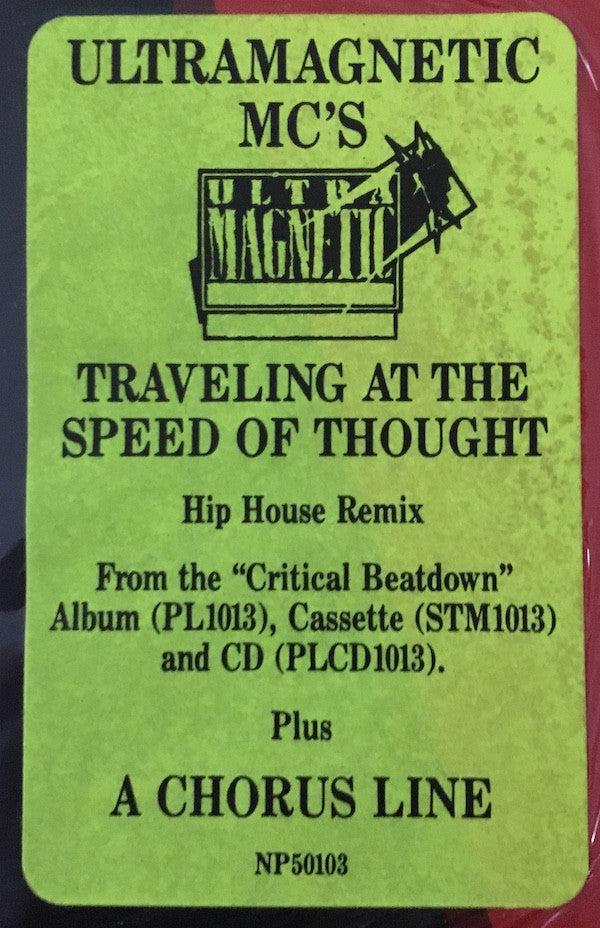 ULTRAMAGNETIC
MC'S
ULTRA
MAGNETIC
TRAVELING AT THE
SPEED OF THOUGHT
Hip House Remix
From the “Critical Beatdown”
Album (PL1013), Cassette (STM1013)
and CD (PLCD1013).
Plus
A CHORUS LINE
NP50103